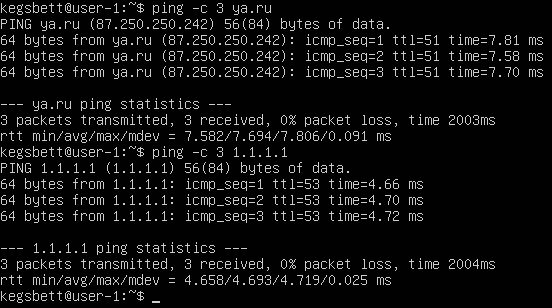 kegsbett@user-1:~$ ping -c 3 ya.ru
PING ya.ru (87.250.250.242) 56(84) bytes of data.
64 bytes from ya.ru (87.250.250.242): icmp_seq=1 ttl=51 time=7.81 ms
64 bytes from ya.ru (87.250.250.242): icmp_seq=2 ttl=51 time=7.58 ms
64 bytes from ya.ru (87.250.250.242): icmp_seq=3 ttl=51 time=7.70 ms

--- ya.ru ping statistics ---
3 packets transmitted, 3 received, 0% packet loss, time 2003ms
rtt min/avg/max/mdev = 7.582/7.694/7.806/0.091 ms
kegsbett@user-1:~$ ping -c 3 1.1.1.1
PING 1.1.1.1 (1.1.1.1) 56(84) bytes of data.
64 bytes from 1.1.1.1: icmp_seq=1 ttl=53 time=4.66 ms
64 bytes from 1.1.1.1: icmp_seq=2 ttl=53 time=4.70 ms
64 bytes from 1.1.1.1: icmp_seq=3 ttl=53 time=4.72 ms

--- 1.1.1.1 ping statistics ---
3 packets transmitted, 3 received, 0% packet loss, time 2004ms
rtt min/avg/max/mdev = 4.658/4.693/4.719/0.025 ms
kegsbett@user-1:~$ _